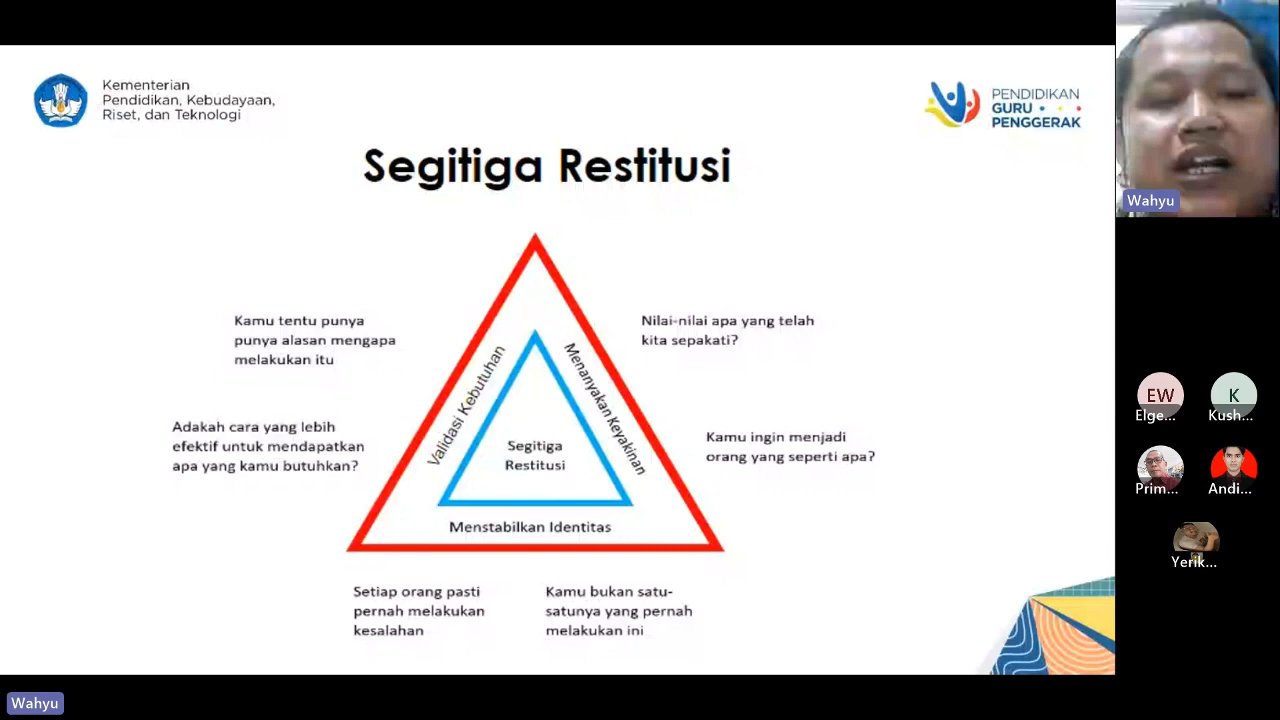 Kementerian
Pendidikan, Kebudayaan,
Riset, dan Teknologi
PENDIDIKAN
GURU
PENGGERAK
Segitiga Restitusi
Kamu tentu punya
punya alasan mengapa
melakukan itu
Nilai-nilai apa yang telah
kita sepakati?
Validasi Kebutuhan
Menanyakan Keyakinan
Adakah cara yang lebih
efektif untuk mendapatkan
apa yang kamu butuhkan?
Kamu ingin menjadi
orang yang seperti apa?
Segitiga
Restitusi
Menstabilkan Identitas
Setiap orang pasti
pernah melakukan
kesalahan
Kamu bukan satu-
satunya yang pernah
melakukan ini
Wahyu
EW
Elge...
K
Kush...
Prim...
Andi...
Yerik...
Wahyu